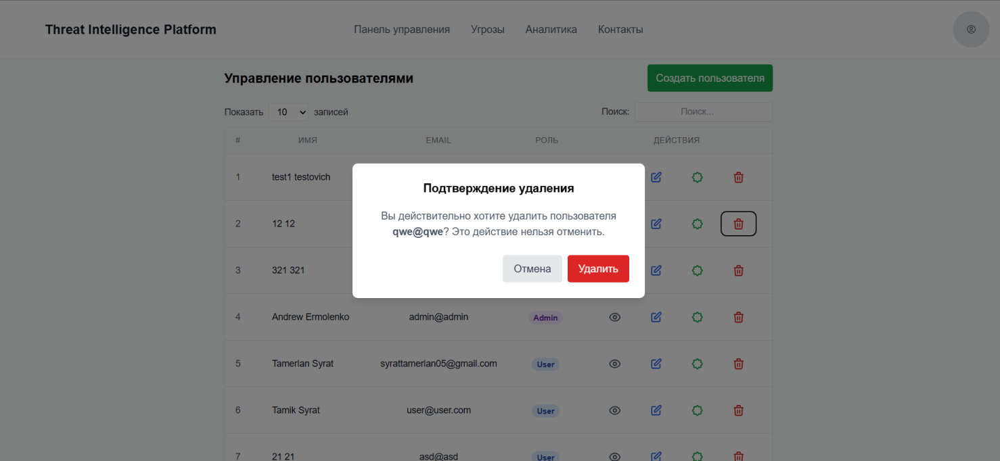 Threat Intelligence Platform Панель управления Угрозы Аналитика Контакты
Управление пользователями Создать пользователя
Показать 10 записей Поиск: Поиск...
# ИМЯ EMAIL РОЛЬ ДЕЙСТВИЯ
1 test1 testovich
2 12 12
3 321 321
Подтверждение удаления
Вы действительно хотите удалить пользователя
qwe@qwe? Это действие нельзя отменить.
Отмена Удалить
4 Andrew Ermolenko admin@admin Admin
5 Tamerlan Syrat syrattamerlan05@gmail.com User
6 Tamik Syrat user@user.com User
7 21 21 asd@asd User